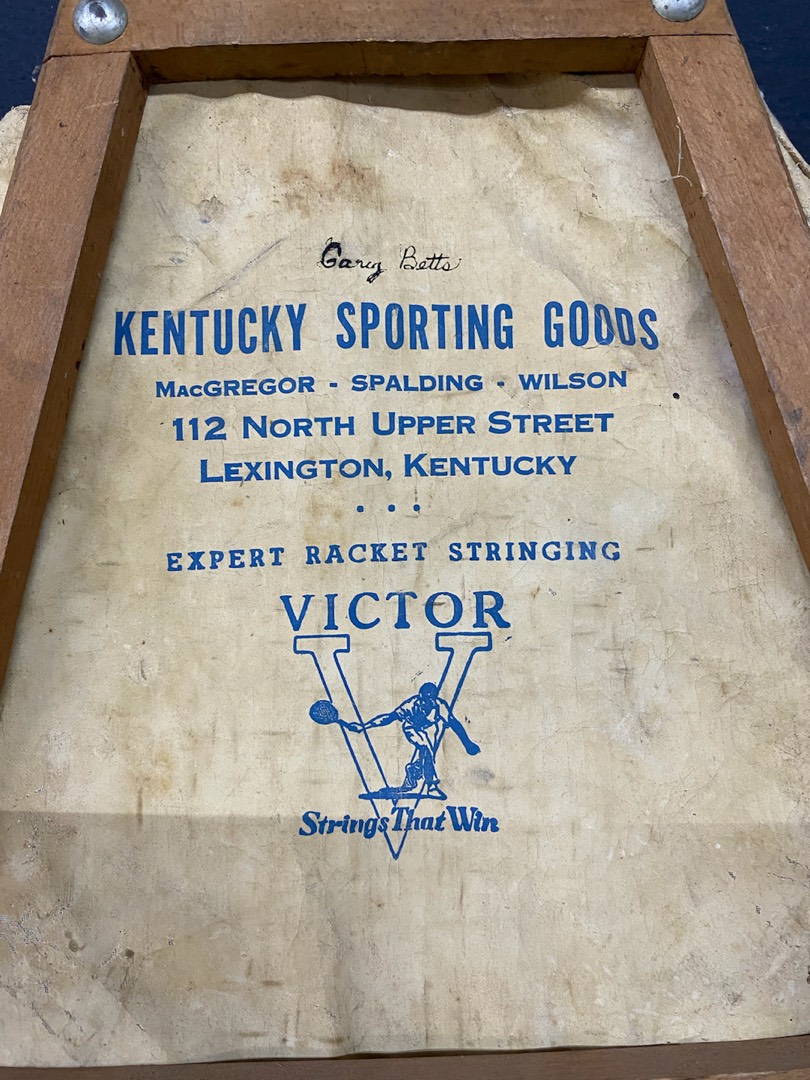 Gary Betts
KENTUCKY SPORTING GOODS
MacGREGOR - SPALDING - WILSON
112 NORTH UPPER STREET
LEXINGTON, KENTUCKY
• • •
EXPERT RACKET STRINGING
VICTOR
V
Strings That Win